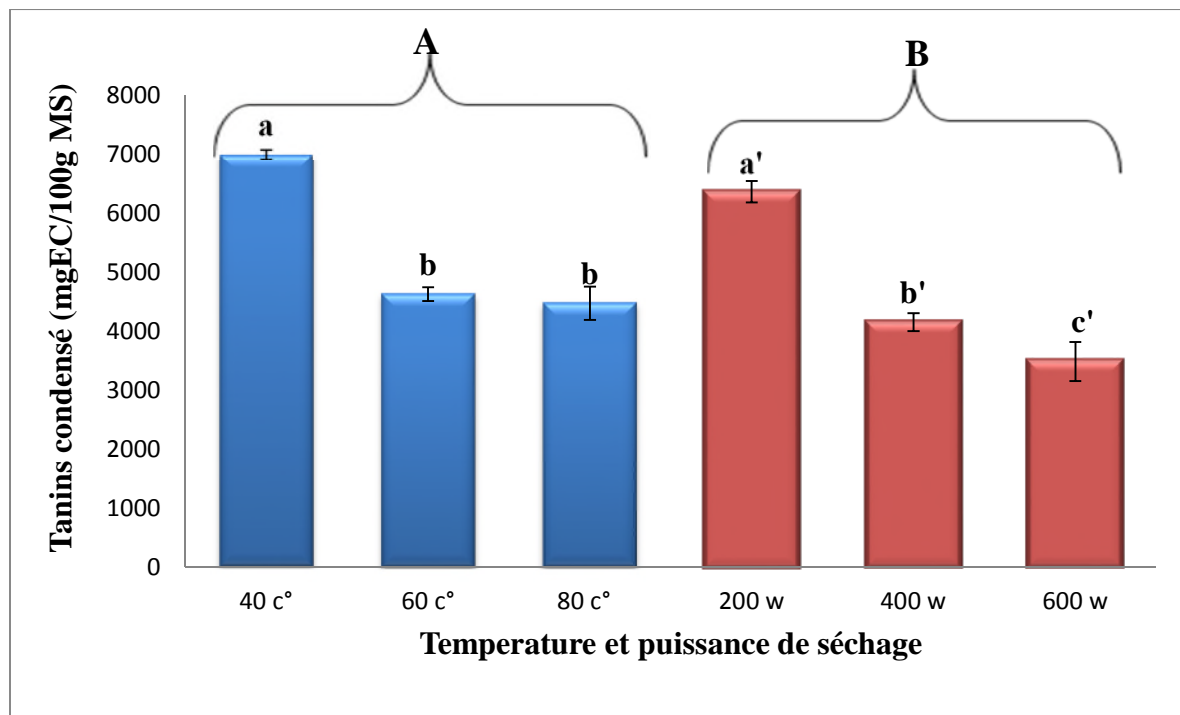 A
B
Tanins condensé (mgEC/100g MS)
8000
7000
6000
5000
4000
3000
2000
1000
0
a
b
b
a'
b'
c'
40 c°
60 c°
80 c°
200 w
400 w
600 w
Temperature et puissance de séchage